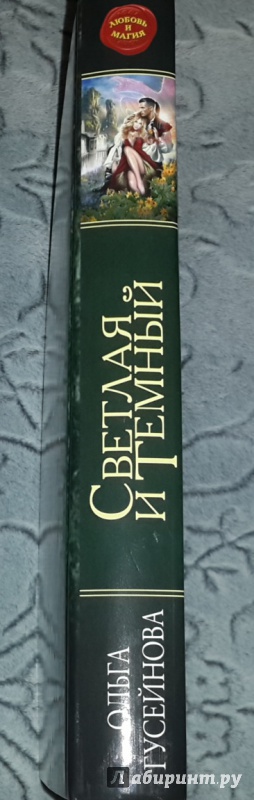 ЛЮБОВЬ И
МАГИЯ
СВЕТЛАЯ
И ТЕМНЫЙ
ОЛЬГА
ГУСЕЙНОВА
Лабиринт.ру